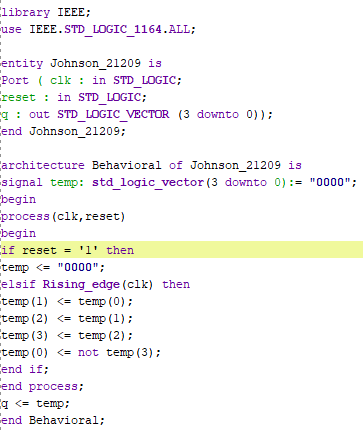 library IEEE;
use IEEE.STD_LOGIC_1164.ALL;
entity Johnson_21209 is
Port ( clk : in STD_LOGIC;
reset : in STD_LOGIC;
q : out STD_LOGIC_VECTOR (3 downto 0));
end Johnson_21209;
architecture Behavioral of Johnson_21209 is
signal temp: std_logic_vector(3 downto 0):= "0000";
begin
process(clk,reset)
begin
if reset = '1' then
temp <= "0000";
elsif Rising_edge(clk) then
temp(1) <= temp(0);
temp(2) <= temp(1);
temp(3) <= temp(2);
temp(0) <= not temp(3);
end if;
end process;
q <= temp;
end Behavioral;